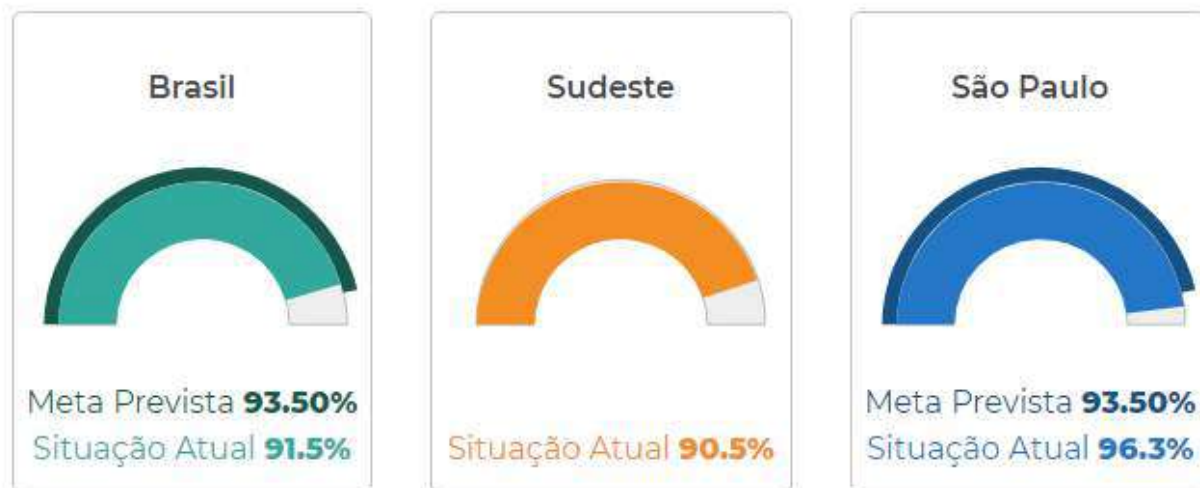 Brasil
Meta Prevista 93.50%
Situação Atual 91.5%
Sudeste
Situação Atual 90.5%
São Paulo
Meta Prevista 93.50%
Situação Atual 96.3%